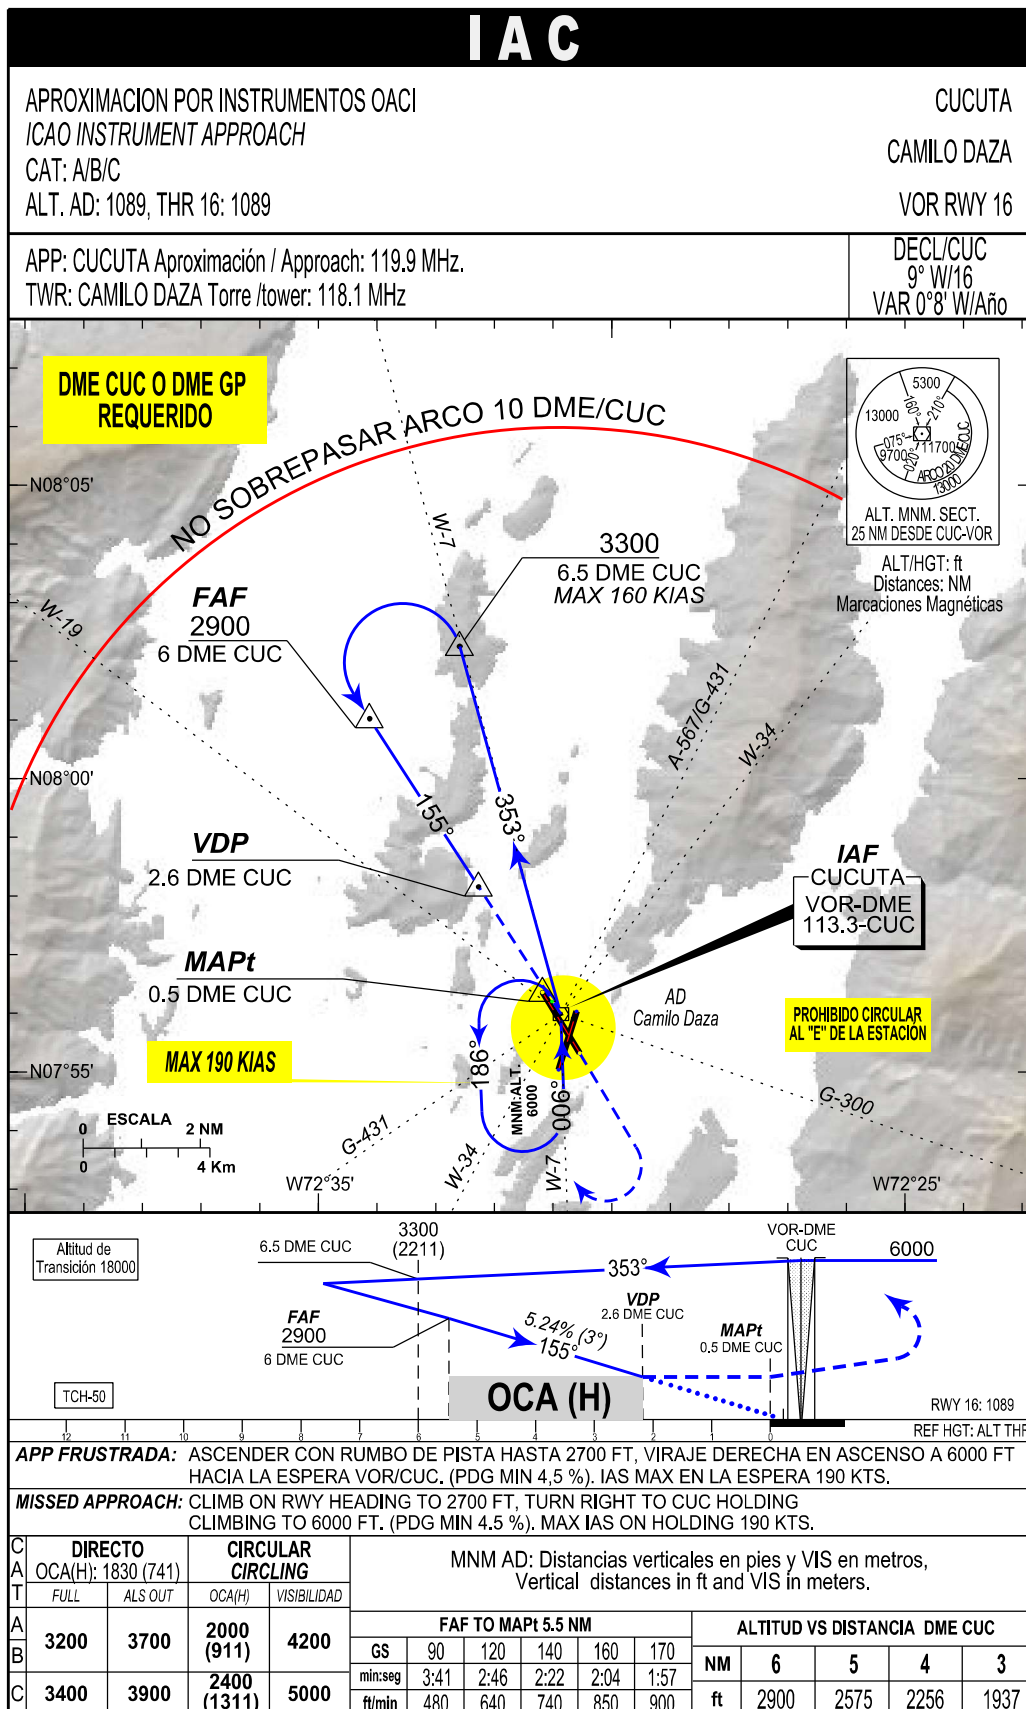 IAC
APROXIMACION POR INSTRUMENTOS OACI
ICAO INSTRUMENT APPROACH
CAT: A/B/C
ALT. AD: 1089, THR 16: 1089
CUCUTA
CAMILO DAZA
VOR RWY 16
APP: CUCUTA Aproximación / Approach: 119.9 MHz.
TWR: CAMILO DAZA Torre /tower: 118.1 MHz
DECL/CUC
9° W/16
VAR 0°8' W/Año
DME CUC O DME GP
REQUERIDO
NO SOBREPASAR ARCO 10 DME/CUC
5300
160°
210°
13000
075°
9700
11700
020°
ARCO 20 DME/CUC
13000
ALT. MNM. SECT.
25 NM DESDE CUC-VOR
ALT/HGT: ft
Distances: NM
Marcaciones Magnéticas
N08°05'
W-7
3300
6.5 DME CUC
MAX 160 KIAS
W-19
FAF
2900
6 DME CUC
A-567/G-431
W-34
N08°00'
155°
353°
VDP
2.6 DME CUC
IAF
CUCUTA
VOR-DME
113.3-CUC
MAPt
0.5 DME CUC
AD
Camilo Daza
PROHIBIDO CIRCULAR
AL "E" DE LA ESTACIÓN
MAX 190 KIAS
N07°55'
186°
MNM.ALT.
6000
006°
G-300
ESCALA
0 2 NM
0 4 Km
G-431
W-34
W-7
W72°35'
W72°25'
Altitud de
Transición 18000
6.5 DME CUC
3300
(2211)
VOR-DME
CUC
6000
353°
FAF
2900
6 DME CUC
5.24% (3°)
155°
VDP
2.6 DME CUC
MAPt
0.5 DME CUC
TCH-50
OCA (H)
RWY 16: 1089
REF HGT: ALT THR
12 11 10 9 8 7 6 5 4 3 2 1 0
APP FRUSTRADA: ASCENDER CON RUMBO DE PISTA HASTA 2700 FT, VIRAJE DERECHA EN ASCENSO A 6000 FT
HACIA LA ESPERA VOR/CUC. (PDG MIN 4,5 %). IAS MAX EN LA ESPERA 190 KTS.
MISSED APPROACH: CLIMB ON RWY HEADING TO 2700 FT, TURN RIGHT TO CUC HOLDING
CLIMBING TO 6000 FT. (PDG MIN 4.5 %). MAX IAS ON HOLDING 190 KTS.
CAT
DIRECTO
OCA(H): 1830 (741)
CIRCULAR
CIRCLING
FULL ALS OUT OCA(H) VISIBILIDAD
A
B
3200 3700 2000 (911) 4200
C 3400 3900 2400 (1311) 5000
MNM AD: Distancias verticales en pies y VIS en metros,
Vertical distances in ft and VIS in meters.
FAF TO MAPt 5.5 NM
GS 90 120 140 160 170
min:seg 3:41 2:46 2:22 2:04 1:57
ft/min 480 640 740 850 900
ALTITUD VS DISTANCIA DME CUC
NM 6 5 4 3
ft 2900 2575 2256 1937